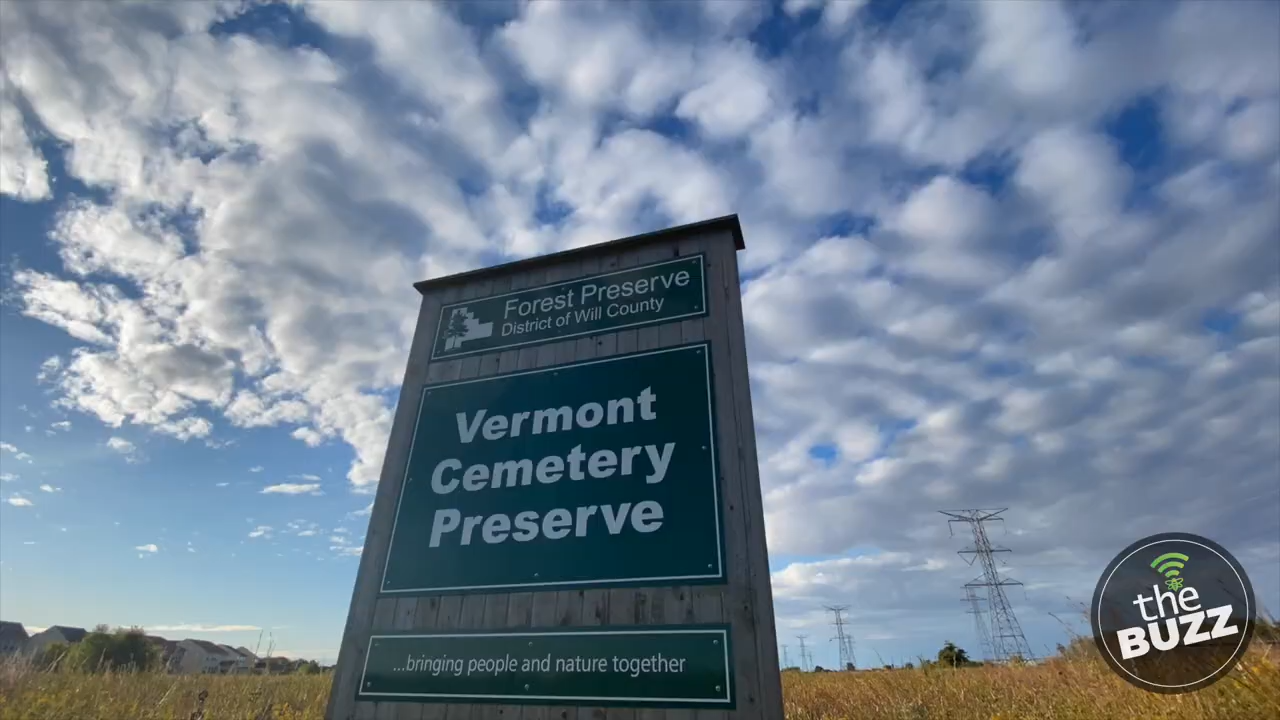 Forest Preserve
District of Will County
Vermont
Cemetery
Preserve
...bringing people and nature together
the
BUZZ